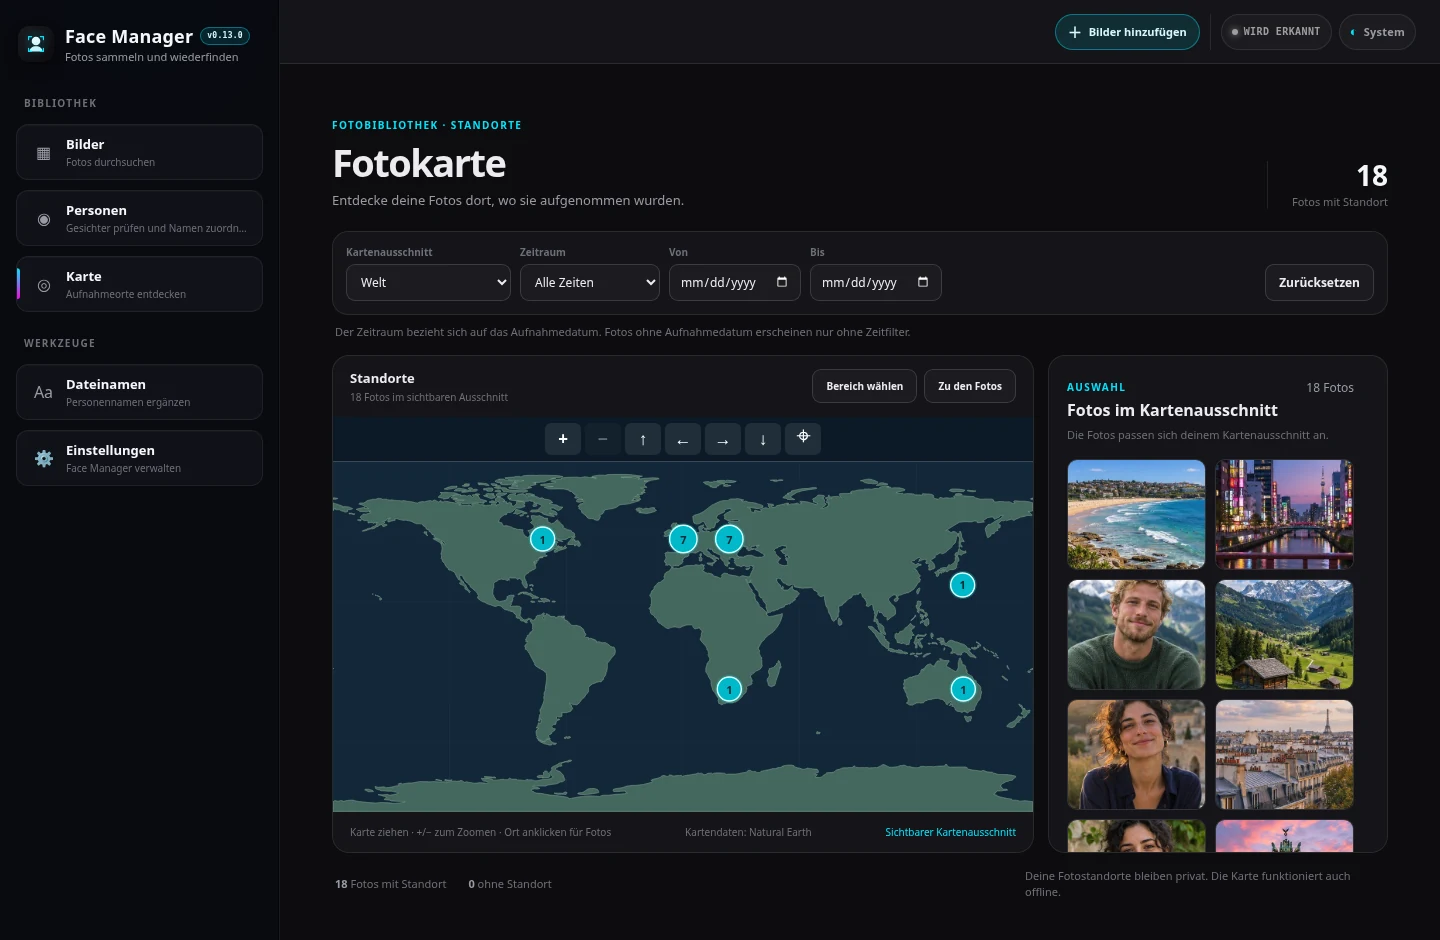 Face Manager v0.13.0
Fotos sammeln und wiederfinden
BIBLIOTHEK
Bilder
Fotos durchsuchen
Personen
Gesichter prüfen und Namen zuordn...
Karte
Aufnahmeorte entdecken
WERKZEUGE
Aa Dateinamen
Personennamen ergänzen
Einstellungen
Face Manager verwalten
+ Bilder hinzufügen
WIRD ERKANNT
System
FOTOBIBLIOTHEK · STANDORTE
Fotokarte
Entdecke deine Fotos dort, wo sie aufgenommen wurden.
18
Fotos mit Standort
Kartenausschnitt
Welt
Zeitraum
Alle Zeiten
Von
mm/dd/yyyy
Bis
mm/dd/yyyy
Zurücksetzen
Der Zeitraum bezieht sich auf das Aufnahmedatum. Fotos ohne Aufnahmedatum erscheinen nur ohne Zeitfilter.
Standorte
18 Fotos im sichtbaren Ausschnitt
Bereich wählen
Zu den Fotos
+ − ↑ ← → ↓
1
7
7
1
1
1
Karte ziehen · +/− zum Zoomen · Ort anklicken für Fotos
Kartendaten: Natural Earth
Sichtbarer Kartenausschnitt
AUSWAHL
18 Fotos
Fotos im Kartenausschnitt
Die Fotos passen sich deinem Kartenausschnitt an.
18 Fotos mit Standort
0 ohne Standort
Deine Fotostandorte bleiben privat. Die Karte funktioniert auch
offline.